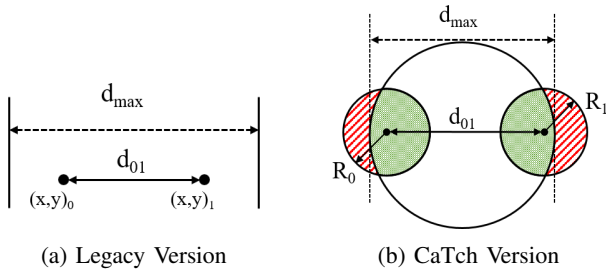 d_max
d_01
(x,y)_0 (x,y)_1
(a) Legacy Version
d_max
d_01
R_1
R_0
(b) CaTch Version